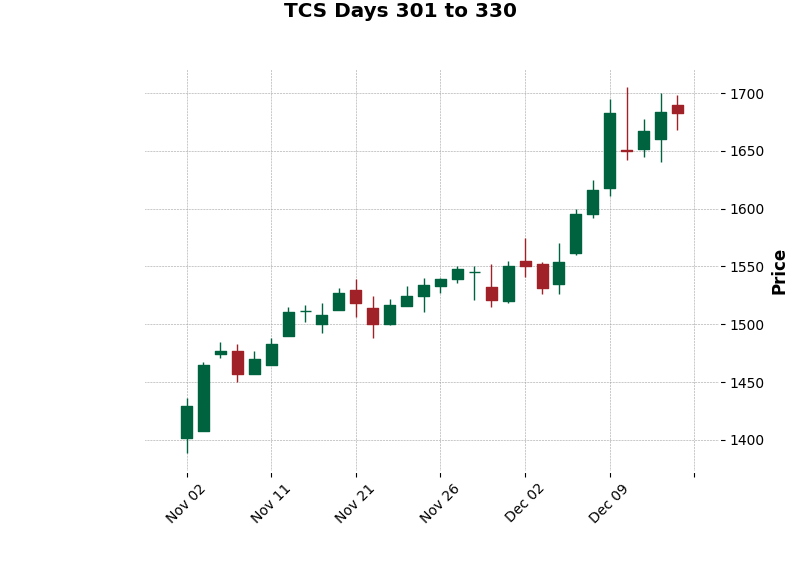 TCS Days 301 to 330
1700
1650
1600
1550
1500
1450
1400
Price
Nov 02
Nov 11
Nov 21
Nov 26
Dec 02
Dec 09